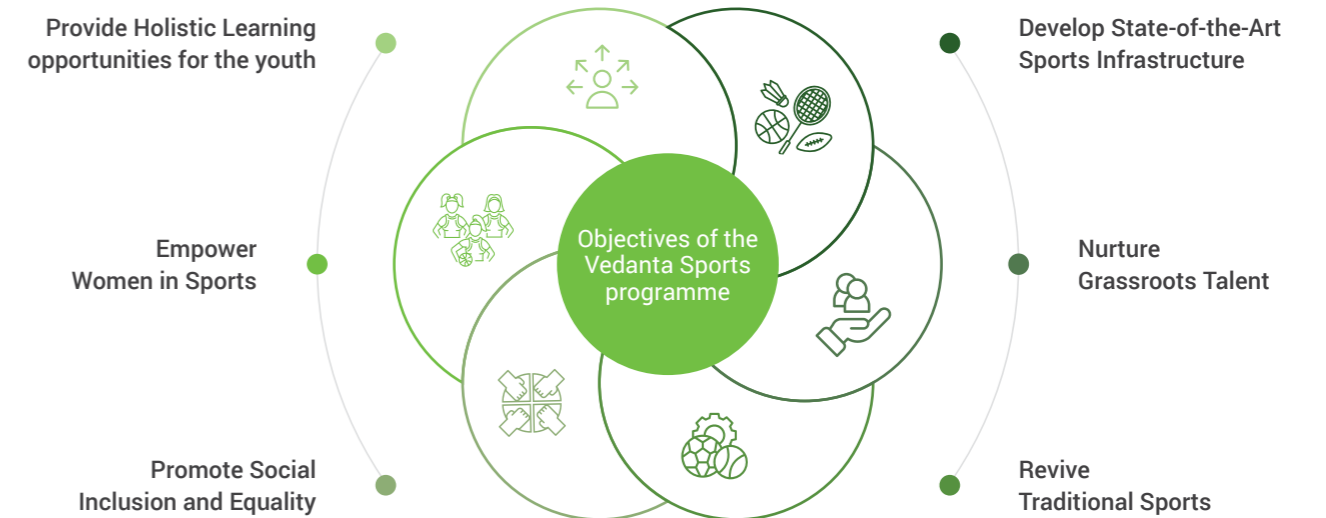 Provide Holistic Learning
opportunities for the youth
Develop State-of-the-Art
Sports Infrastructure
Empower
Women in Sports
Objectives of the
Vedanta Sports
programme
Nurture
Grassroots Talent
Promote Social
Inclusion and Equality
Revive
Traditional Sports